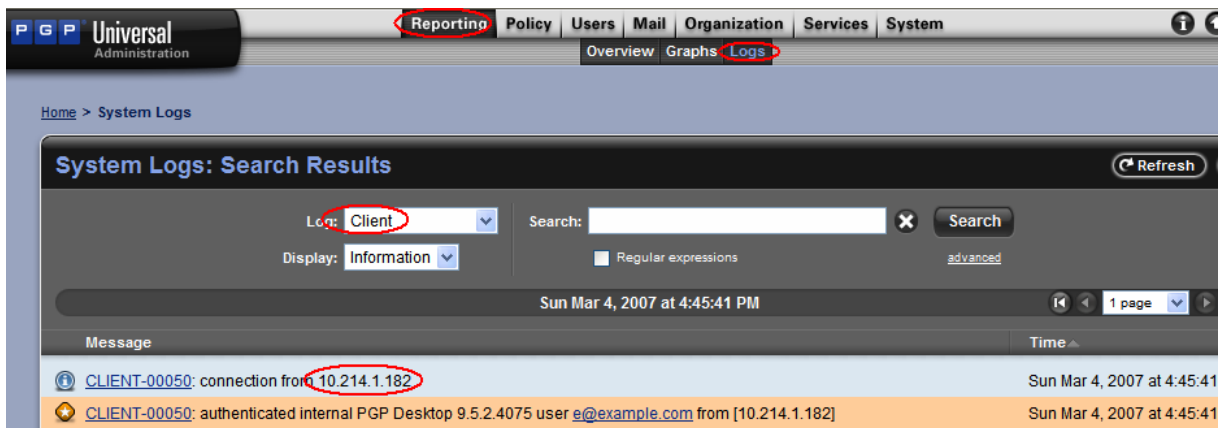 PGP Universal
Administration
Reporting Policy Users Mail Organization Services System
Overview Graphs Logs
Home > System Logs
System Logs: Search Results
Refresh
Log: Client
Search:
Search
Display: Information
Regular expressions
advanced
Sun Mar 4, 2007 at 4:45:41 PM
1 page
Message
Time
CLIENT-00050: connection from 10.214.1.182
Sun Mar 4, 2007 at 4:45:41
CLIENT-00050: authenticated internal PGP Desktop 9.5.2.4075 user e@example.com from [10.214.1.182]
Sun Mar 4, 2007 at 4:45:41